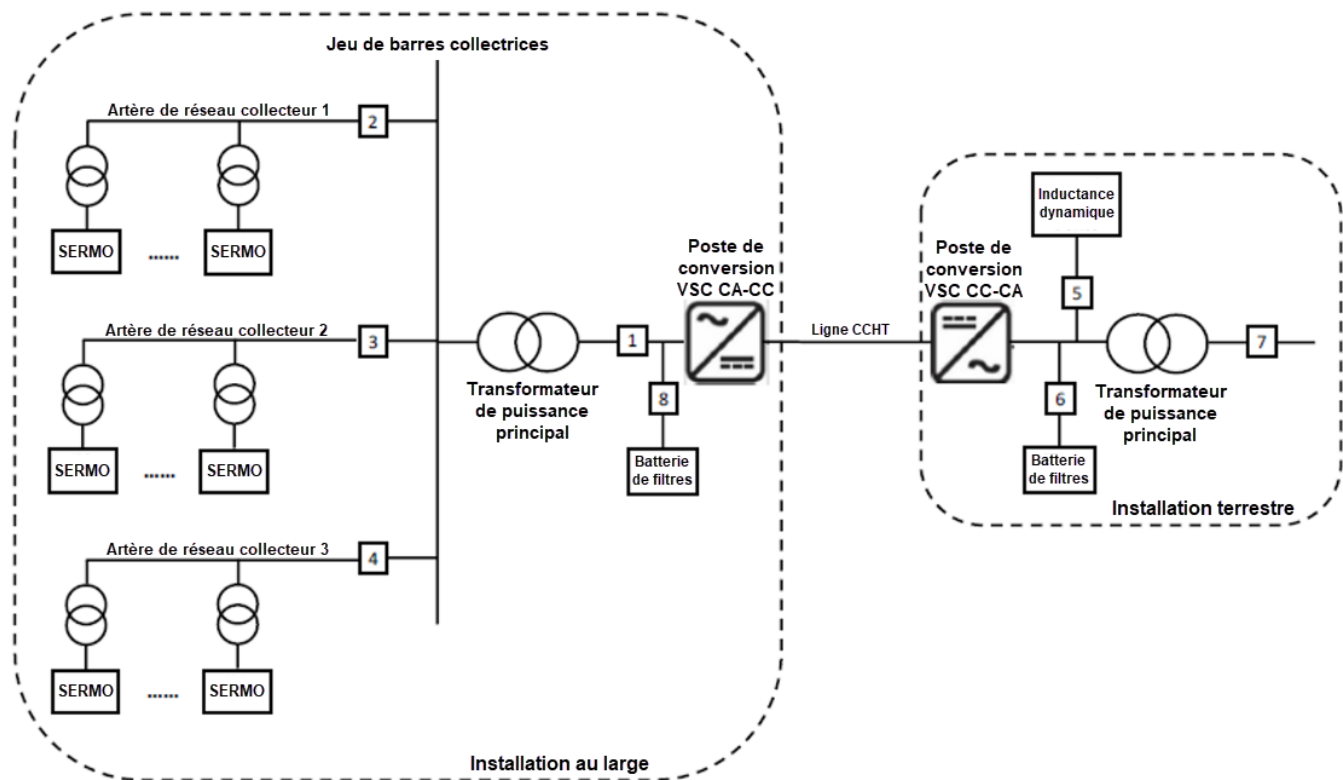 Jeu de barres collectrices
Artère de réseau collecteur 1
2
SERMO
......
SERMO
Artère de réseau collecteur 2
3
SERMO
......
SERMO
Artère de réseau collecteur 3
4
SERMO
......
SERMO
Transformateur
de puissance
principal
1
8
Batterie
de filtres
Poste de
conversion
VSC CA-CC
Installation au large
Ligne CCHT
Poste de
conversion
VSC CC-CA
Inductance
dynamique
5
6
Batterie
de filtres
7
Transformateur
de puissance
principal
Installation terrestre